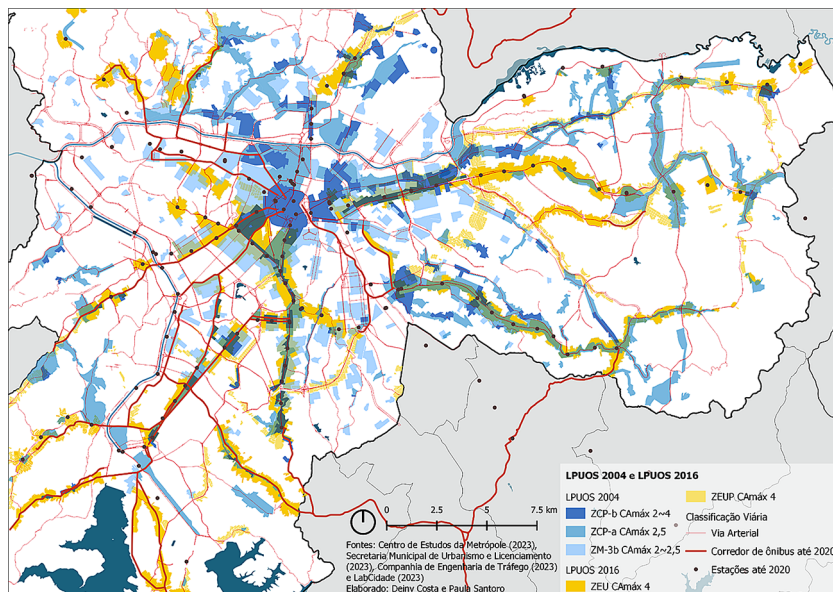 0 2.5 5 7.5 km
Fontes: Centro de Estudos da Metrópole (2023),
Secretaria Municipal de Urbanismo e Licenciamento
(2023), Companhia de Engenharia de Tráfego (2023)
e LabCidade (2023)
Elaborado: Deiny Costa e Paula Santoro
LPUOS 2004 e LPUOS 2016
LPUOS 2004
ZCP-b CAmáx 2~4
ZCP-a CAmáx 2,5
ZM-3b CAmáx 2~2,5
LPUOS 2016
ZEU CAmáx 4
ZEUP CAmáx 4
Classificação Viária
Via Arterial
Corredor de ônibus até 2020
Estações até 2020